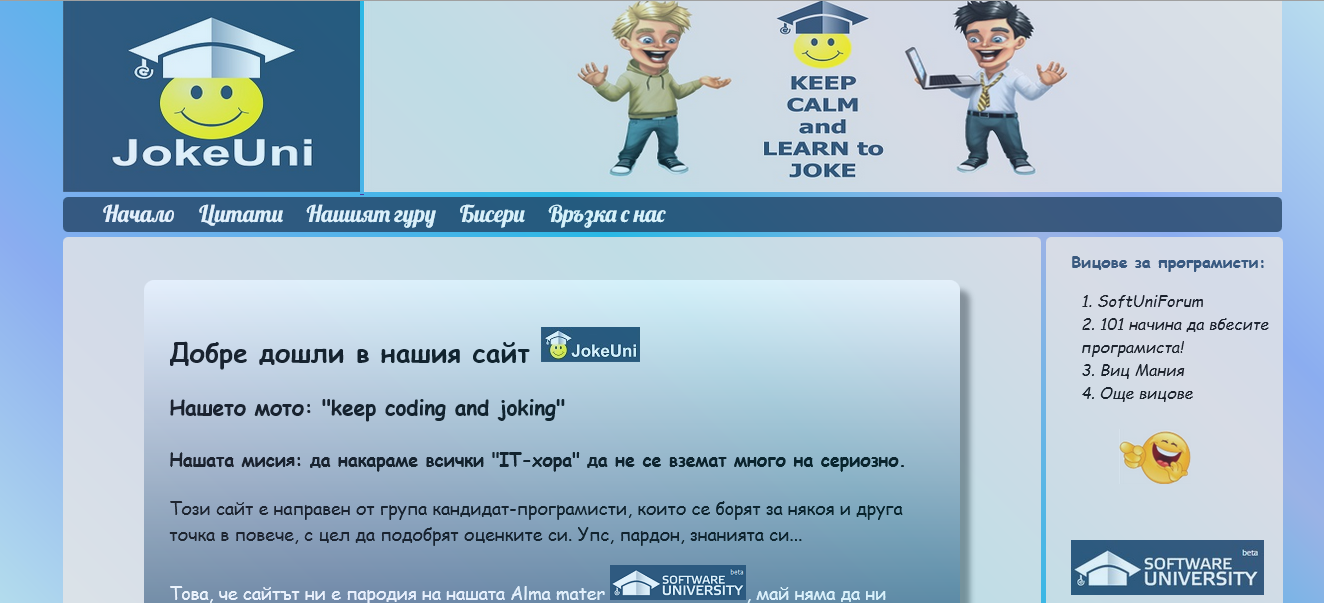 JokeUni
KEEP
CALM
and
LEARN to
JOKE
Начало Цитати Нашият гуру Бисери Връзка с нас
Добре дошли в нашия сайт JokeUni
Нашето мото: "keep coding and joking"
Нашата мисия: да накараме всички "IT-хора" да не се вземат много на сериозно.
Този сайт е направен от група кандидат-програмисти, които се борят за някоя и друга
точка в повече, с цел да подобрят оценките си. Упс, пардон, знанията си...
Това, че сайтът ни е пародия на нашата Alma mater SOFTWARE UNIVERSITY beta, май няма да ни
Вицове за програмисти:
1. SoftUniForum
2. 101 начина да вбесите
програмиста!
3. Виц Мания
4. Още вицове
beta
SOFTWARE
UNIVERSITY